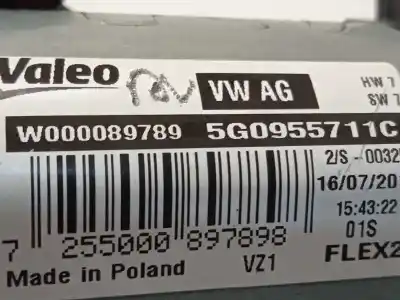 Valeo
VW AG
HW 7
SW 7
W000089789 5G0955711C
2/S -0032
16/07/20
15:43:22
01S
7 255000 897898
FLEX2
Made in Poland VZ1